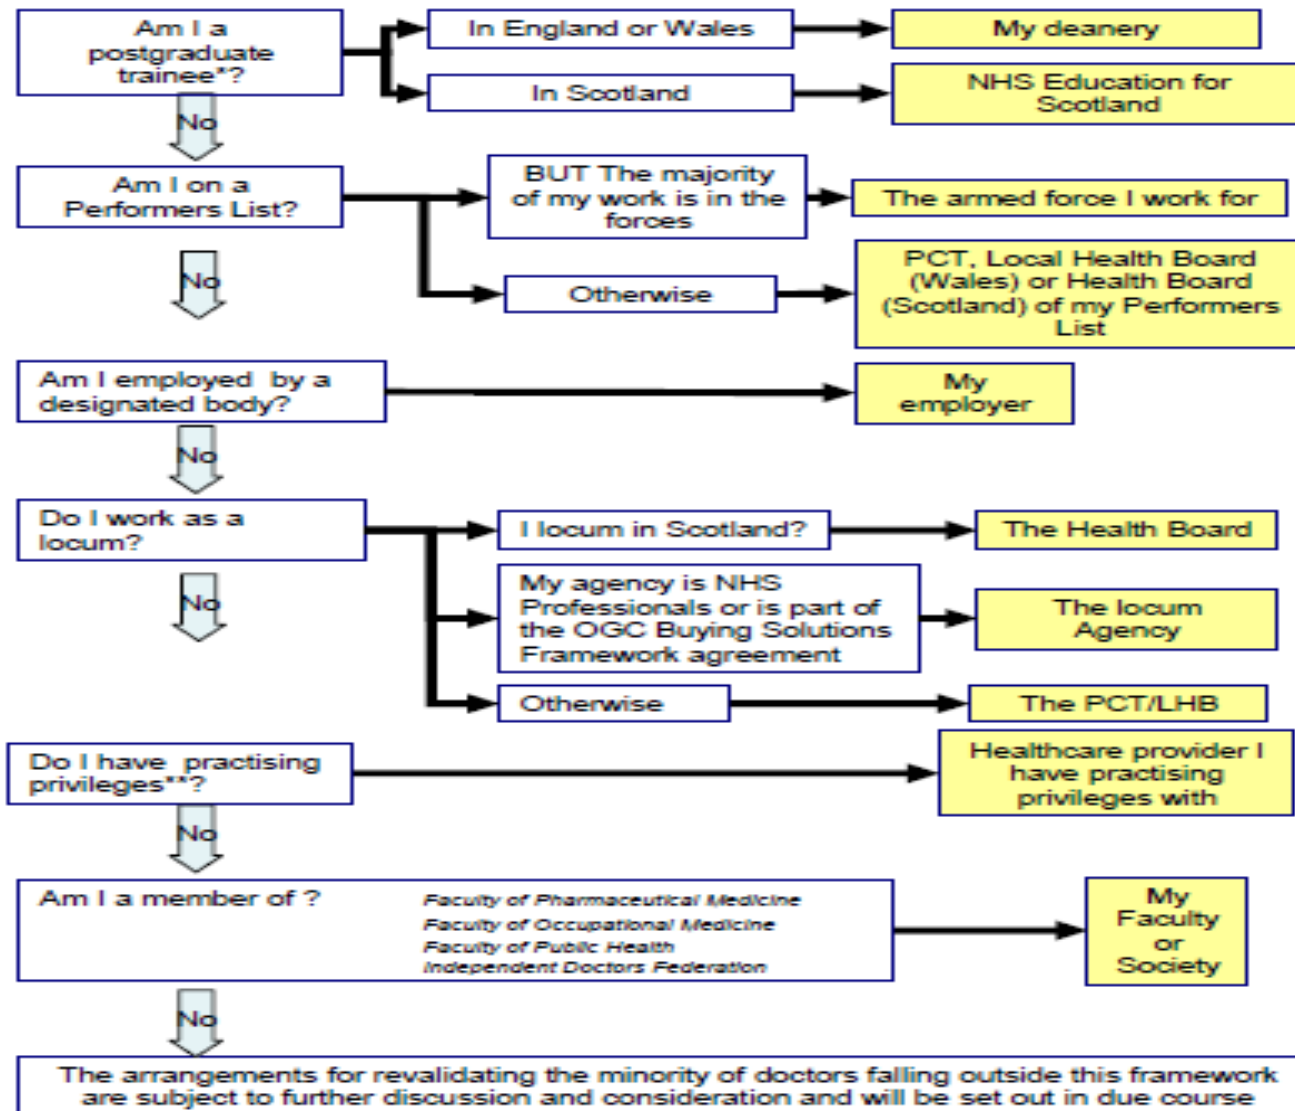 Am I a
postgraduate
trainee*?
In England or Wales
My deanery
In Scotland
NHS Education for
Scotland
No
Am I on a
Performers List?
BUT The majority
of my work is in the
forces
The armed force I work for
Otherwise
PCT, Local Health Board
(Wales) or Health Board
(Scotland) of my Performers
List
No
Am I employed by a
designated body?
My
employer
No
Do I work as a
locum?
I locum in Scotland?
The Health Board
My agency is NHS
Professionals or is part of
the OGC Buying Solutions
Framework agreement
The locum
Agency
Otherwise
The PCT/LHB
No
Do I have practising
privileges**?
Healthcare provider I
have practising
privileges with
No
Am I a member of ?
Faculty of Pharmaceutical Medicine
Faculty of Occupational Medicine
Faculty of Public Health
Independent Doctors Federation
My
Faculty
or
Society
No
The arrangements for revalidating the minority of doctors falling outside this framework
are subject to further discussion and consideration and will be set out in due course